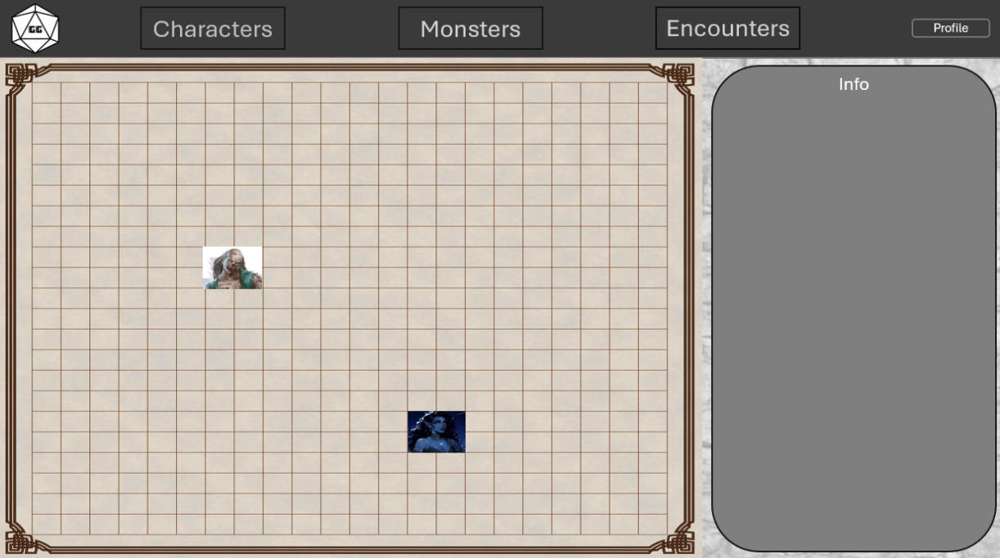 GG
Characters
Monsters
Encounters
Profile
Info